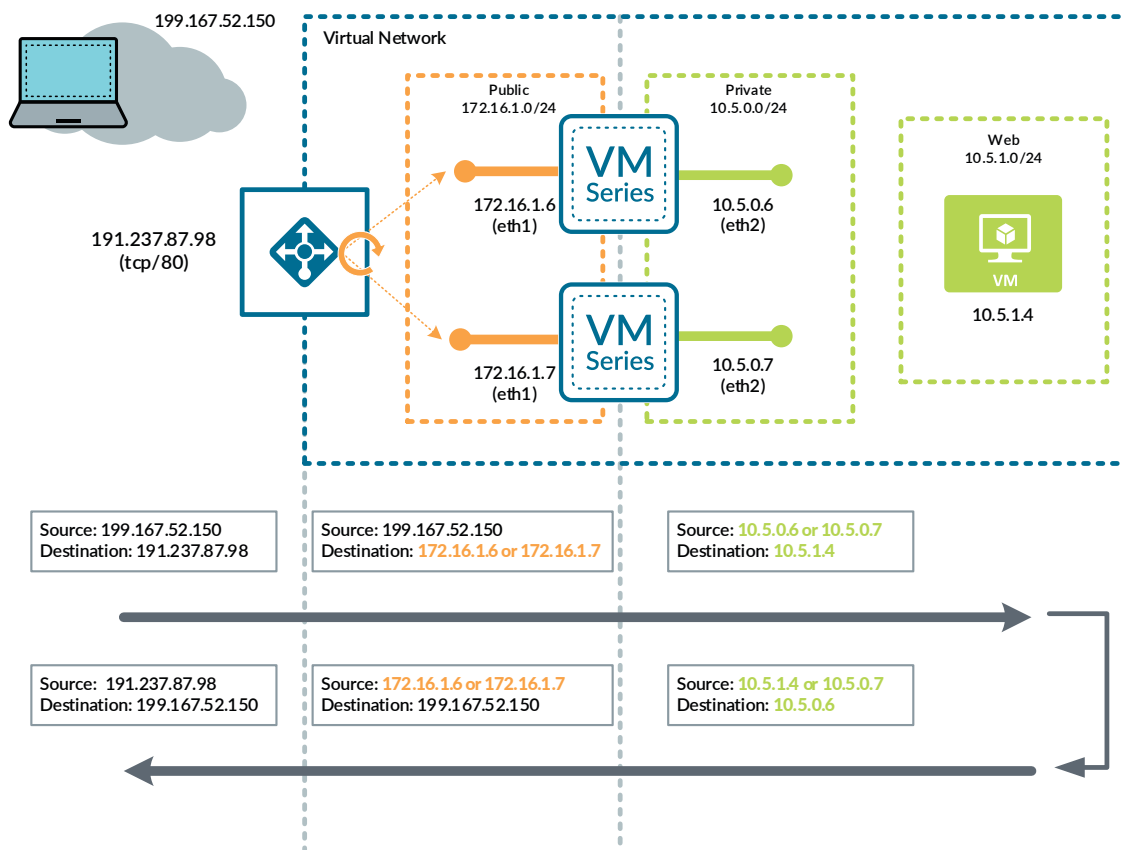 199.167.52.150
Virtual Network
Public
172.16.1.0/24
Private
10.5.0.0/24
Web
10.5.1.0/24
VM
Series
172.16.1.6
(eth1)
10.5.0.6
(eth2)
191.237.87.98
(tcp/80)
VM
10.5.1.4
VM
Series
172.16.1.7
(eth1)
10.5.0.7
(eth2)
Source: 199.167.52.150
Destination: 191.237.87.98
Source: 199.167.52.150
Destination: 172.16.1.6 or 172.16.1.7
Source: 10.5.0.6 or 10.5.0.7
Destination: 10.5.1.4
Source: 191.237.87.98
Destination: 199.167.52.150
Source: 172.16.1.6 or 172.16.1.7
Destination: 199.167.52.150
Source: 10.5.1.4 or 10.5.0.7
Destination: 10.5.0.6